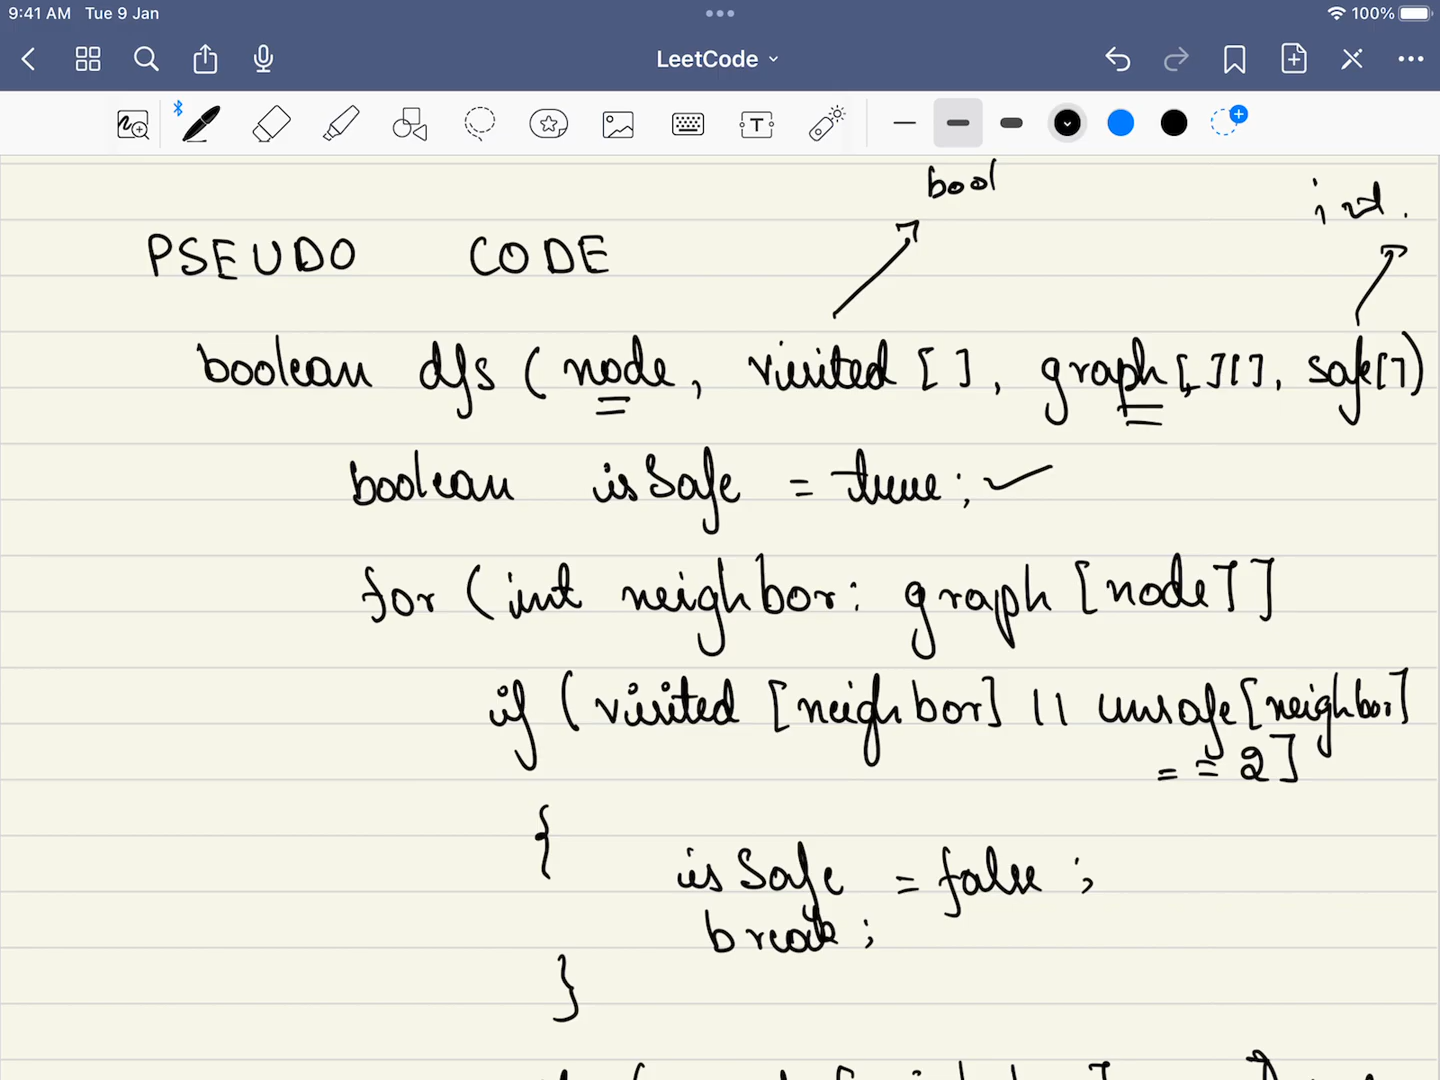 9:41 AM Tue 9 Jan
100%
LeetCode
T
bool
int.
PSEUDO CODE
boolean dfs ( node, visited [ ], graph [ ] [ ], safe [ ] )
boolean isSafe = true;
for ( int neighbor: graph [node] ]
if ( visited [neighbor] || unsafe [neighbor]
= = 2 ]
{
isSafe = false ;
break ;
}